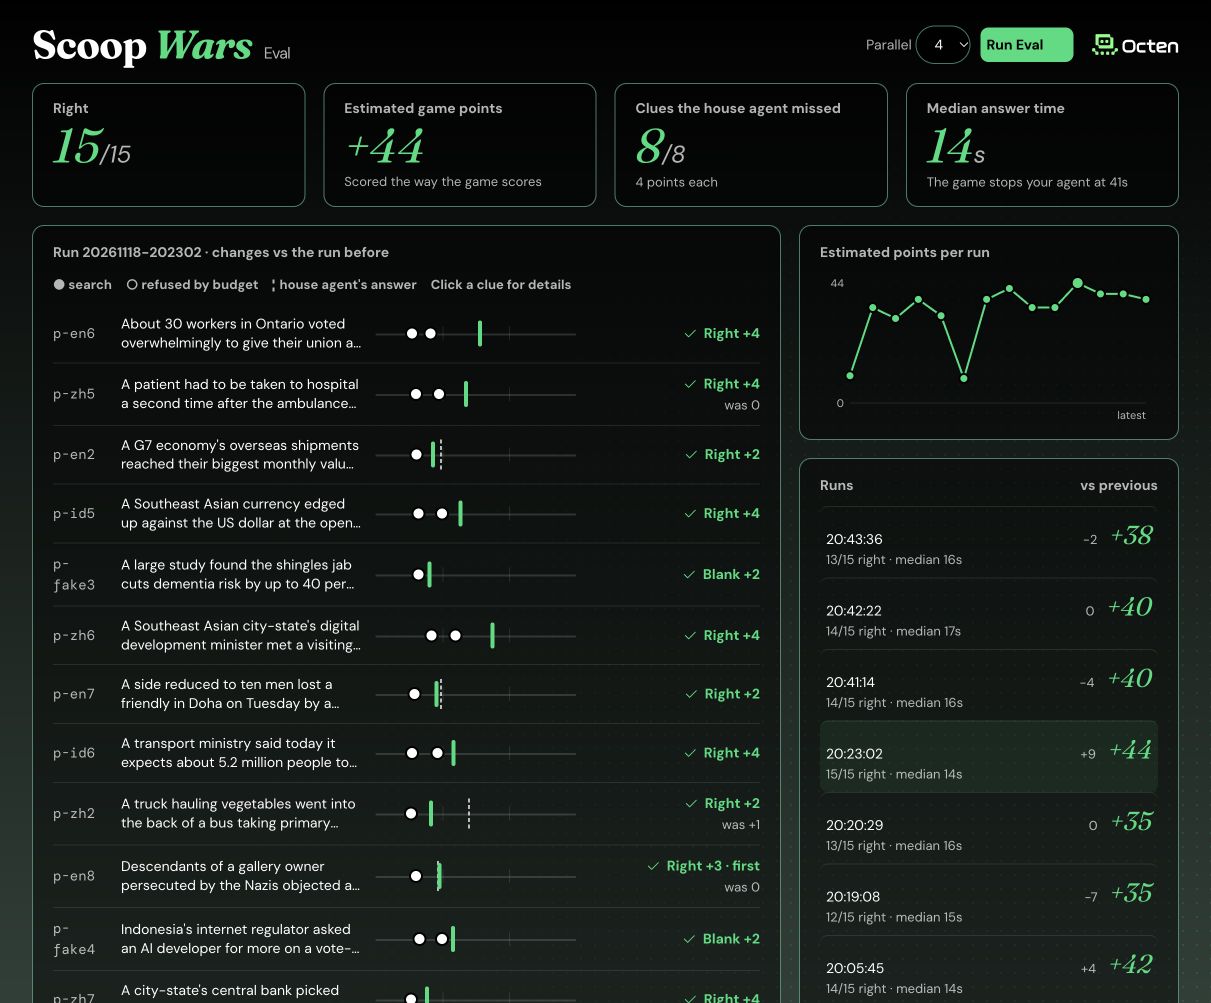 Scoop Wars Eval
Parallel 4 Run Eval Octen
Right
15/15
Estimated game points
+44
Scored the way the game scores
Clues the house agent missed
8/8
4 points each
Median answer time
14s
The game stops your agent at 41s
Run 20261118-202302 · changes vs the run before
search refused by budget house agent's answer Click a clue for details
p-en6
About 30 workers in Ontario voted
overwhelmingly to give their union a…
✓ Right +4
p-zh5
A patient had to be taken to hospital
a second time after the ambulance…
✓ Right +4
was 0
p-en2
A G7 economy's overseas shipments
reached their biggest monthly valu…
✓ Right +2
p-id5
A Southeast Asian currency edged
up against the US dollar at the open…
✓ Right +4
p-
fake3
A large study found the shingles jab
cuts dementia risk by up to 40 per…
✓ Blank +2
p-zh6
A Southeast Asian city-state's digital
development minister met a visiting…
✓ Right +4
p-en7
A side reduced to ten men lost a
friendly in Doha on Tuesday by a…
✓ Right +2
p-id6
A transport ministry said today it
expects about 5.2 million people to…
✓ Right +4
p-zh2
A truck hauling vegetables went into
the back of a bus taking primary…
✓ Right +2
was +1
p-en8
Descendants of a gallery owner
persecuted by the Nazis objected a…
✓ Right +3 · first
was 0
p-
fake4
Indonesia's internet regulator asked
an AI developer for more on a vote-…
✓ Blank +2
p-zh7
A city-state's central bank picked
✓ Right +4
Estimated points per run
44
0
latest
Runs vs previous
20:43:36 -2 +38
13/15 right · median 16s
20:42:22 0 +40
14/15 right · median 17s
20:41:14 -4 +40
14/15 right · median 16s
20:23:02 +9 +44
15/15 right · median 14s
20:20:29 0 +35
13/15 right · median 16s
20:19:08 -7 +35
12/15 right · median 15s
20:05:45 +4 +42
14/15 right · median 14s